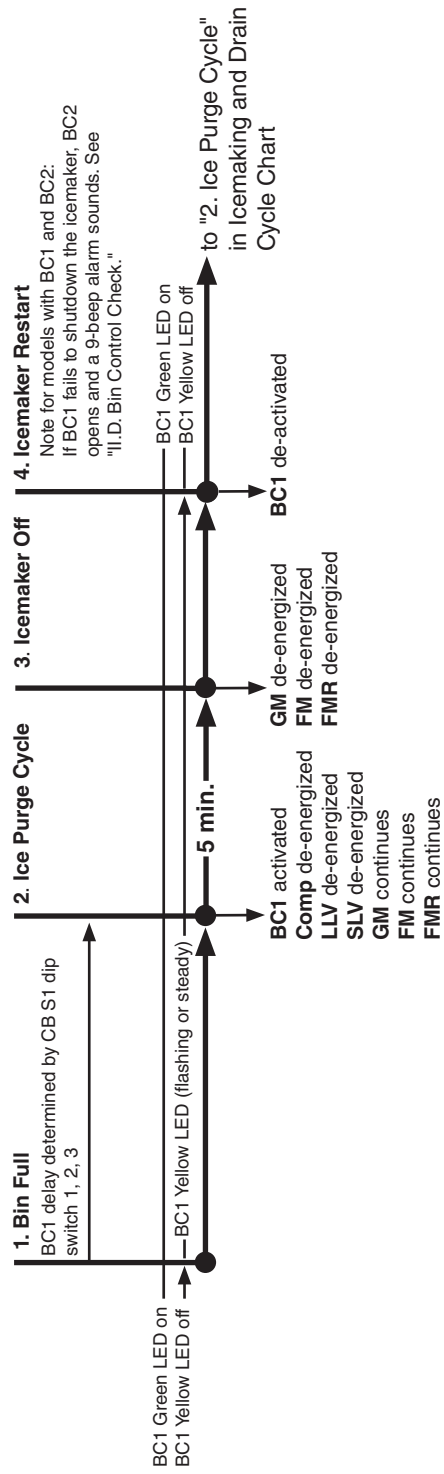 1. Bin Full
BC1 delay determined by CB S1 dip
switch 1, 2, 3
2. Ice Purge Cycle
3. Icemaker Off
4. Icemaker Restart
Note for models with BC1 and BC2:
If BC1 fails to shutdown the icemaker, BC2
opens and a 9-beep alarm sounds. See
"II.D. Bin Control Check."
BC1 Green LED on
BC1 Yellow LED off
BC1 Yellow LED (flashing or steady)
BC1 Green LED on
BC1 Yellow LED off
5 min.
to "2. Ice Purge Cycle"
in Icemaking and Drain
Cycle Chart
BC1 activated
Comp de-energized
LLV de-energized
SLV de-energized
GM continues
FM continues
FMR continues
GM de-energized
FM de-energized
FMR de-energized
BC1 de-activated